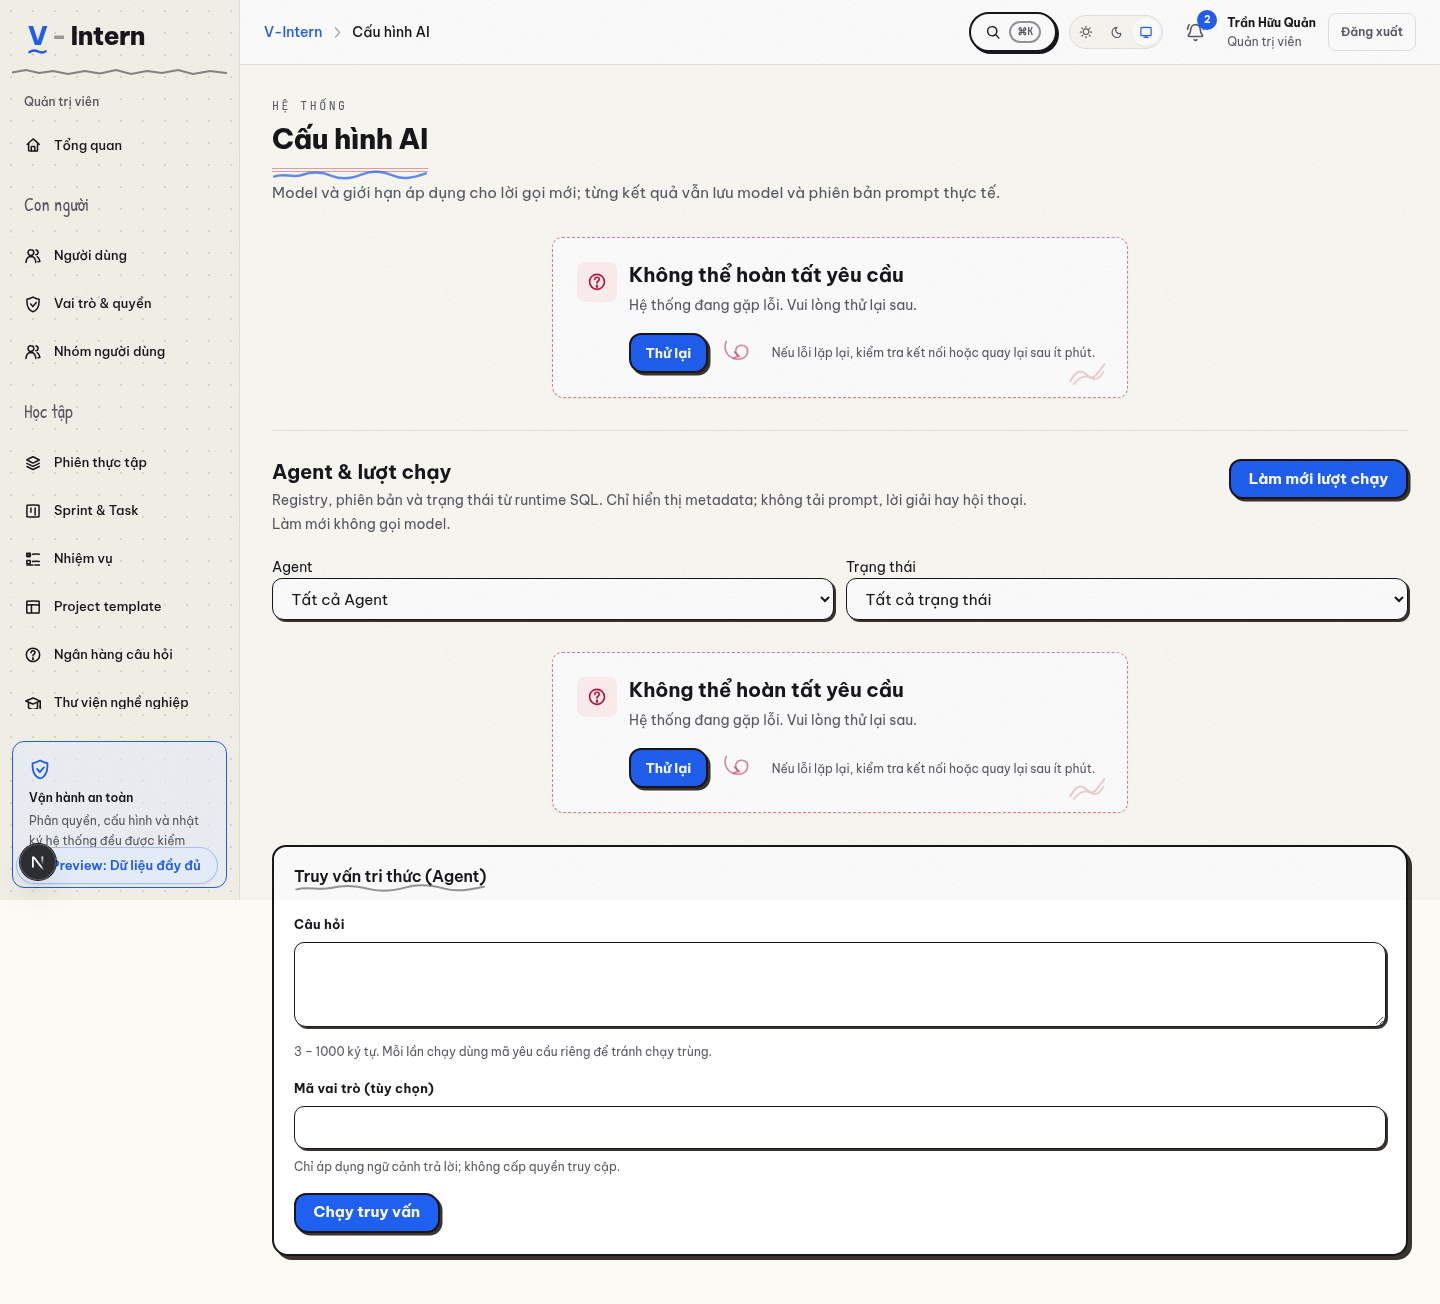 V - Intern
Quản trị viên
Tổng quan
Con người
Người dùng
Vai trò & quyền
Nhóm người dùng
Học tập
Phiên thực tập
Sprint & Task
Nhiệm vụ
Project template
Ngân hàng câu hỏi
Thư viện nghề nghiệp
Vận hành an toàn
Phân quyền, cấu hình và nhật
ký hệ thống đều được kiểm
Preview: Dữ liệu đầy đủ
V-Intern > Cấu hình AI
⌘K
2
Trần Hữu Quản
Quản trị viên
Đăng xuất
HỆ THỐNG
Cấu hình AI
Model và giới hạn áp dụng cho lời gọi mới; từng kết quả vẫn lưu model và phiên bản prompt thực tế.
Không thể hoàn tất yêu cầu
Hệ thống đang gặp lỗi. Vui lòng thử lại sau.
Thử lại
Nếu lỗi lặp lại, kiểm tra kết nối hoặc quay lại sau ít phút.
Agent & lượt chạy
Làm mới lượt chạy
Registry, phiên bản và trạng thái từ runtime SQL. Chỉ hiển thị metadata; không tải prompt, lời giải hay hội thoại.
Làm mới không gọi model.
Agent
Trạng thái
Tất cả Agent
Tất cả trạng thái
Không thể hoàn tất yêu cầu
Hệ thống đang gặp lỗi. Vui lòng thử lại sau.
Thử lại
Nếu lỗi lặp lại, kiểm tra kết nối hoặc quay lại sau ít phút.
Truy vấn tri thức (Agent)
Câu hỏi
3 – 1000 ký tự. Mỗi lần chạy dùng mã yêu cầu riêng để tránh chạy trùng.
Mã vai trò (tùy chọn)
Chỉ áp dụng ngữ cảnh trả lời; không cấp quyền truy cập.
Chạy truy vấn